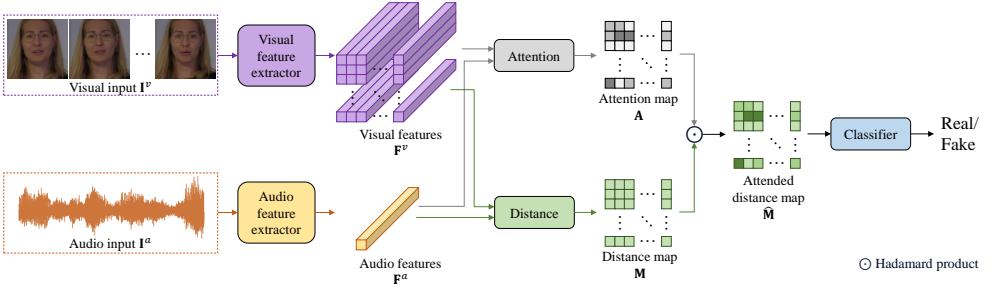 Visual input I^v
Visual
feature
extractor
Visual features
F^v
Attention
Attention map
A
Audio input I^a
Audio
feature
extractor
Audio features
F^a
Distance
Distance map
M
Attended
distance map
M̂
Classifier
Real/
Fake
⊙ Hadamard product